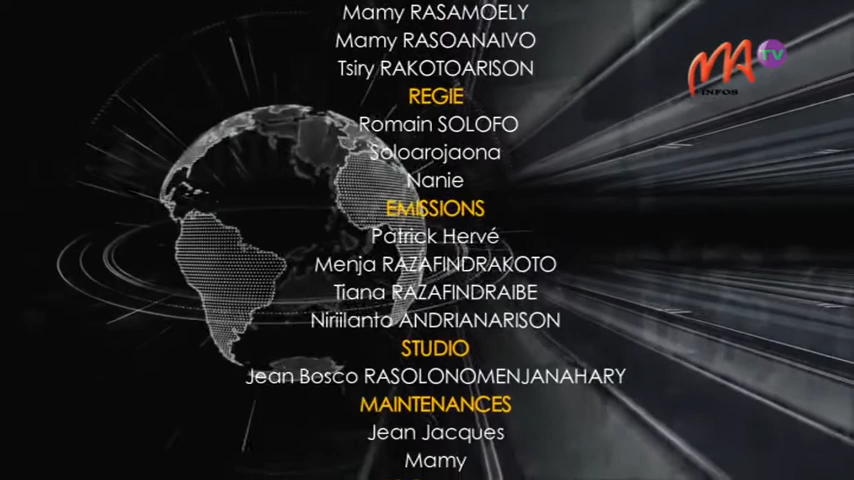 Mamy RASAMOELY
Mamy RASOANAIVO
Tsiry RAKOTOARISON
REGIE
Romain SOLOFO
Soloarojaona
Nanie
EMISSIONS
Patrick Hervé
Menja RAZAFINDRAKOTO
Tiana RAZAFINDRAIBE
Niriilanto ANDRIANARISON
STUDIO
Jean Bosco RASOLONOMENJANAHARY
MAINTENANCES
Jean Jacques
Mamy
MA TV
INFOS